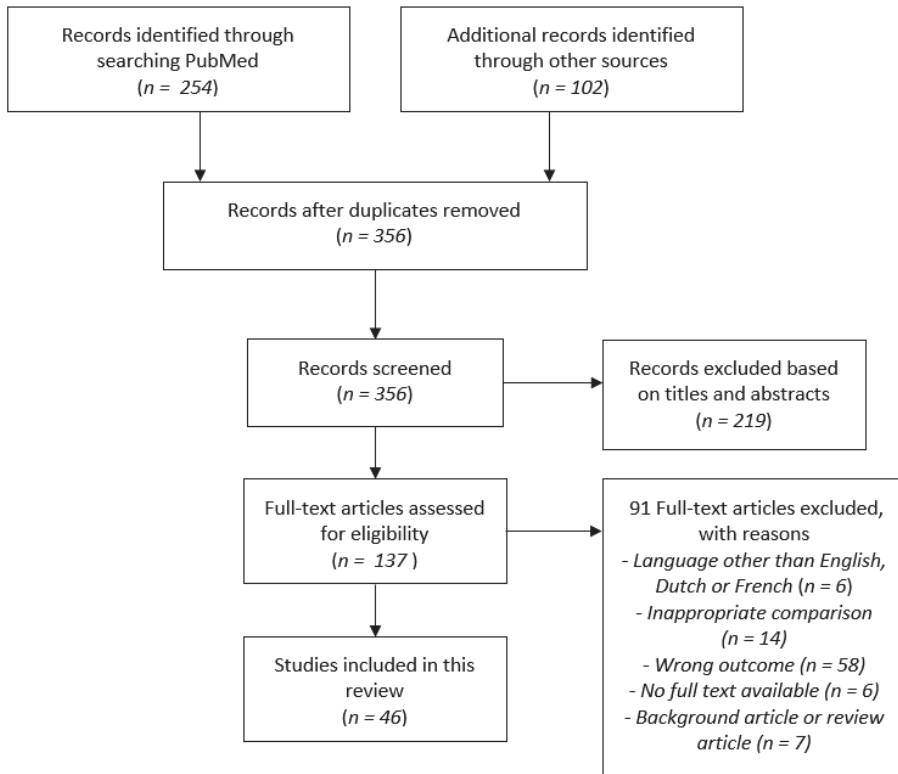 Records identified through
searching PubMed
(n = 254)
Additional records identified
through other sources
(n = 102)
Records after duplicates removed
(n = 356)
Records screened
(n = 356)
Records excluded based
on titles and abstracts
(n = 219)
Full-text articles assessed
for eligibility
(n = 137 )
91 Full-text articles excluded,
with reasons
- Language other than English,
Dutch or French (n = 6)
- Inappropriate comparison
(n = 14)
- Wrong outcome (n = 58)
- No full text available (n = 6)
- Background article or review
article (n = 7)
Studies included in this
review
(n = 46)